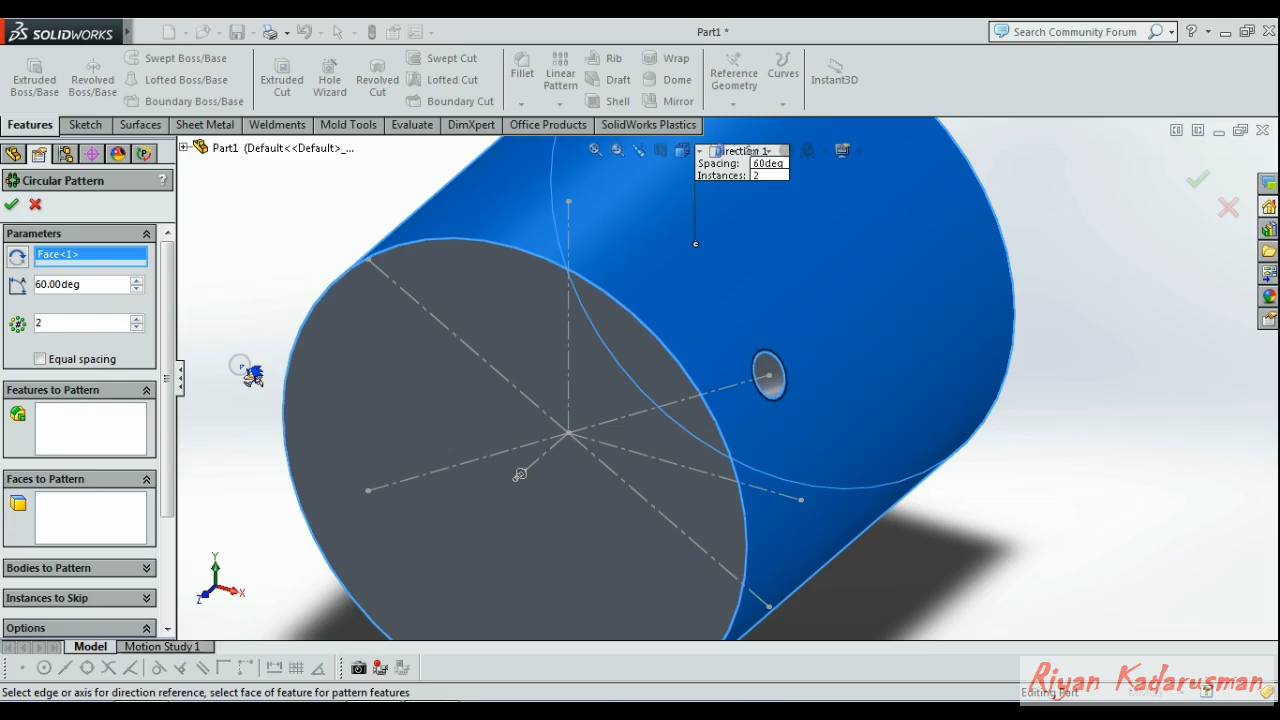 SOLIDWORKS
Part1 *
Search Community Forum
Extruded Boss/Base
Revolved Boss/Base
Swept Boss/Base
Lofted Boss/Base
Boundary Boss/Base
Extruded Cut
Hole Wizard
Revolved Cut
Swept Cut
Lofted Cut
Boundary Cut
Fillet
Linear Pattern
Rib
Draft
Shell
Wrap
Dome
Mirror
Reference Geometry
Curves
Instant3D
Features Sketch Surfaces Sheet Metal Weldments Mold Tools Evaluate DimXpert Office Products SolidWorks Plastics
Part1 (Default<<Default>_...
Circular Pattern ?
Parameters
Face<1>
60.00deg
2
Equal spacing
Features to Pattern
Faces to Pattern
Bodies to Pattern
Instances to Skip
Options
Direction 1
Spacing: 60deg
Instances: 2
Y
X
Z
Model Motion Study 1
Select edge or axis for direction reference, select face of feature for pattern features
Editing Part
Riyan Kadarusman